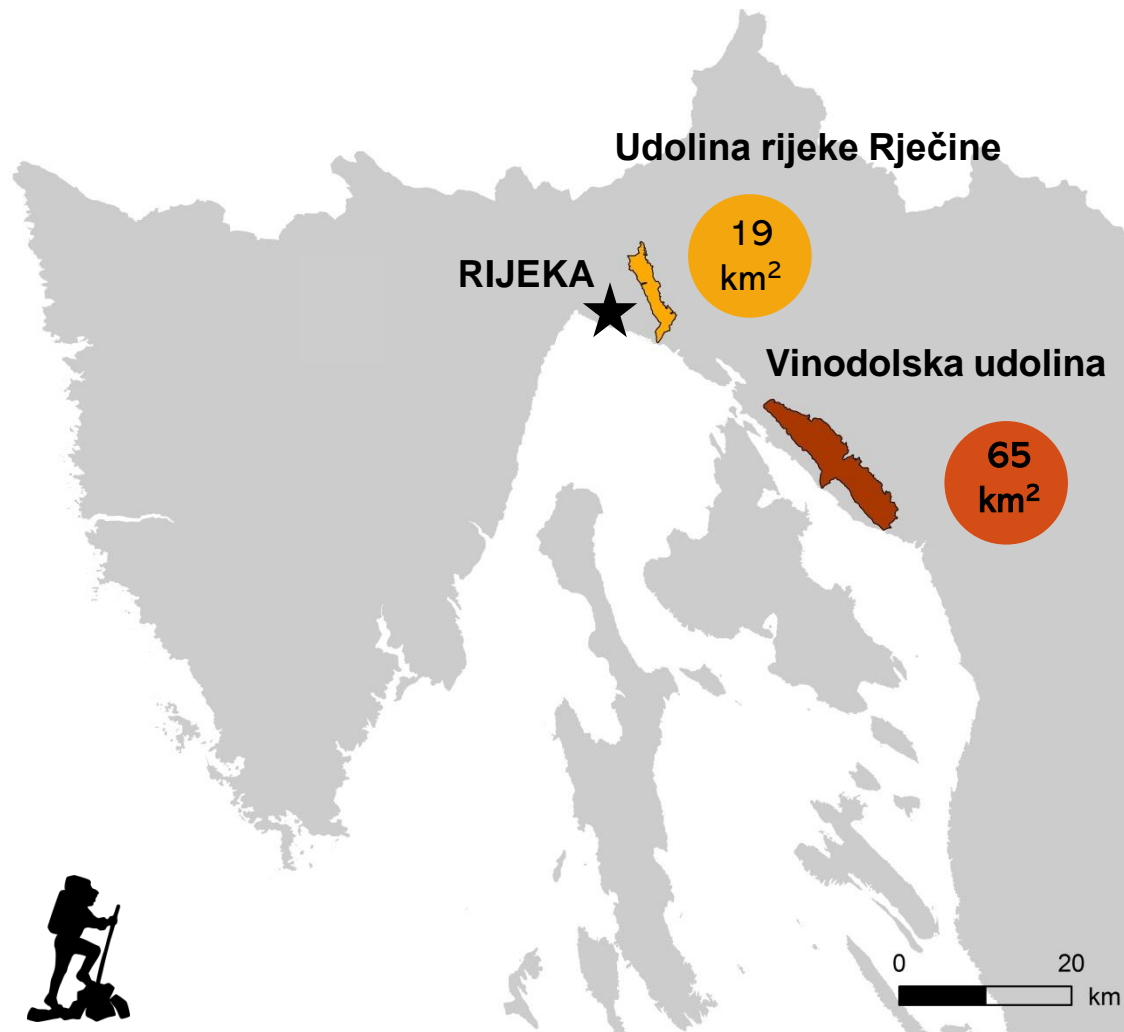 Udolina rijeke Rječine
19
km²
RIJEKA
Vinodolska udolina
65
km²
0 20
km